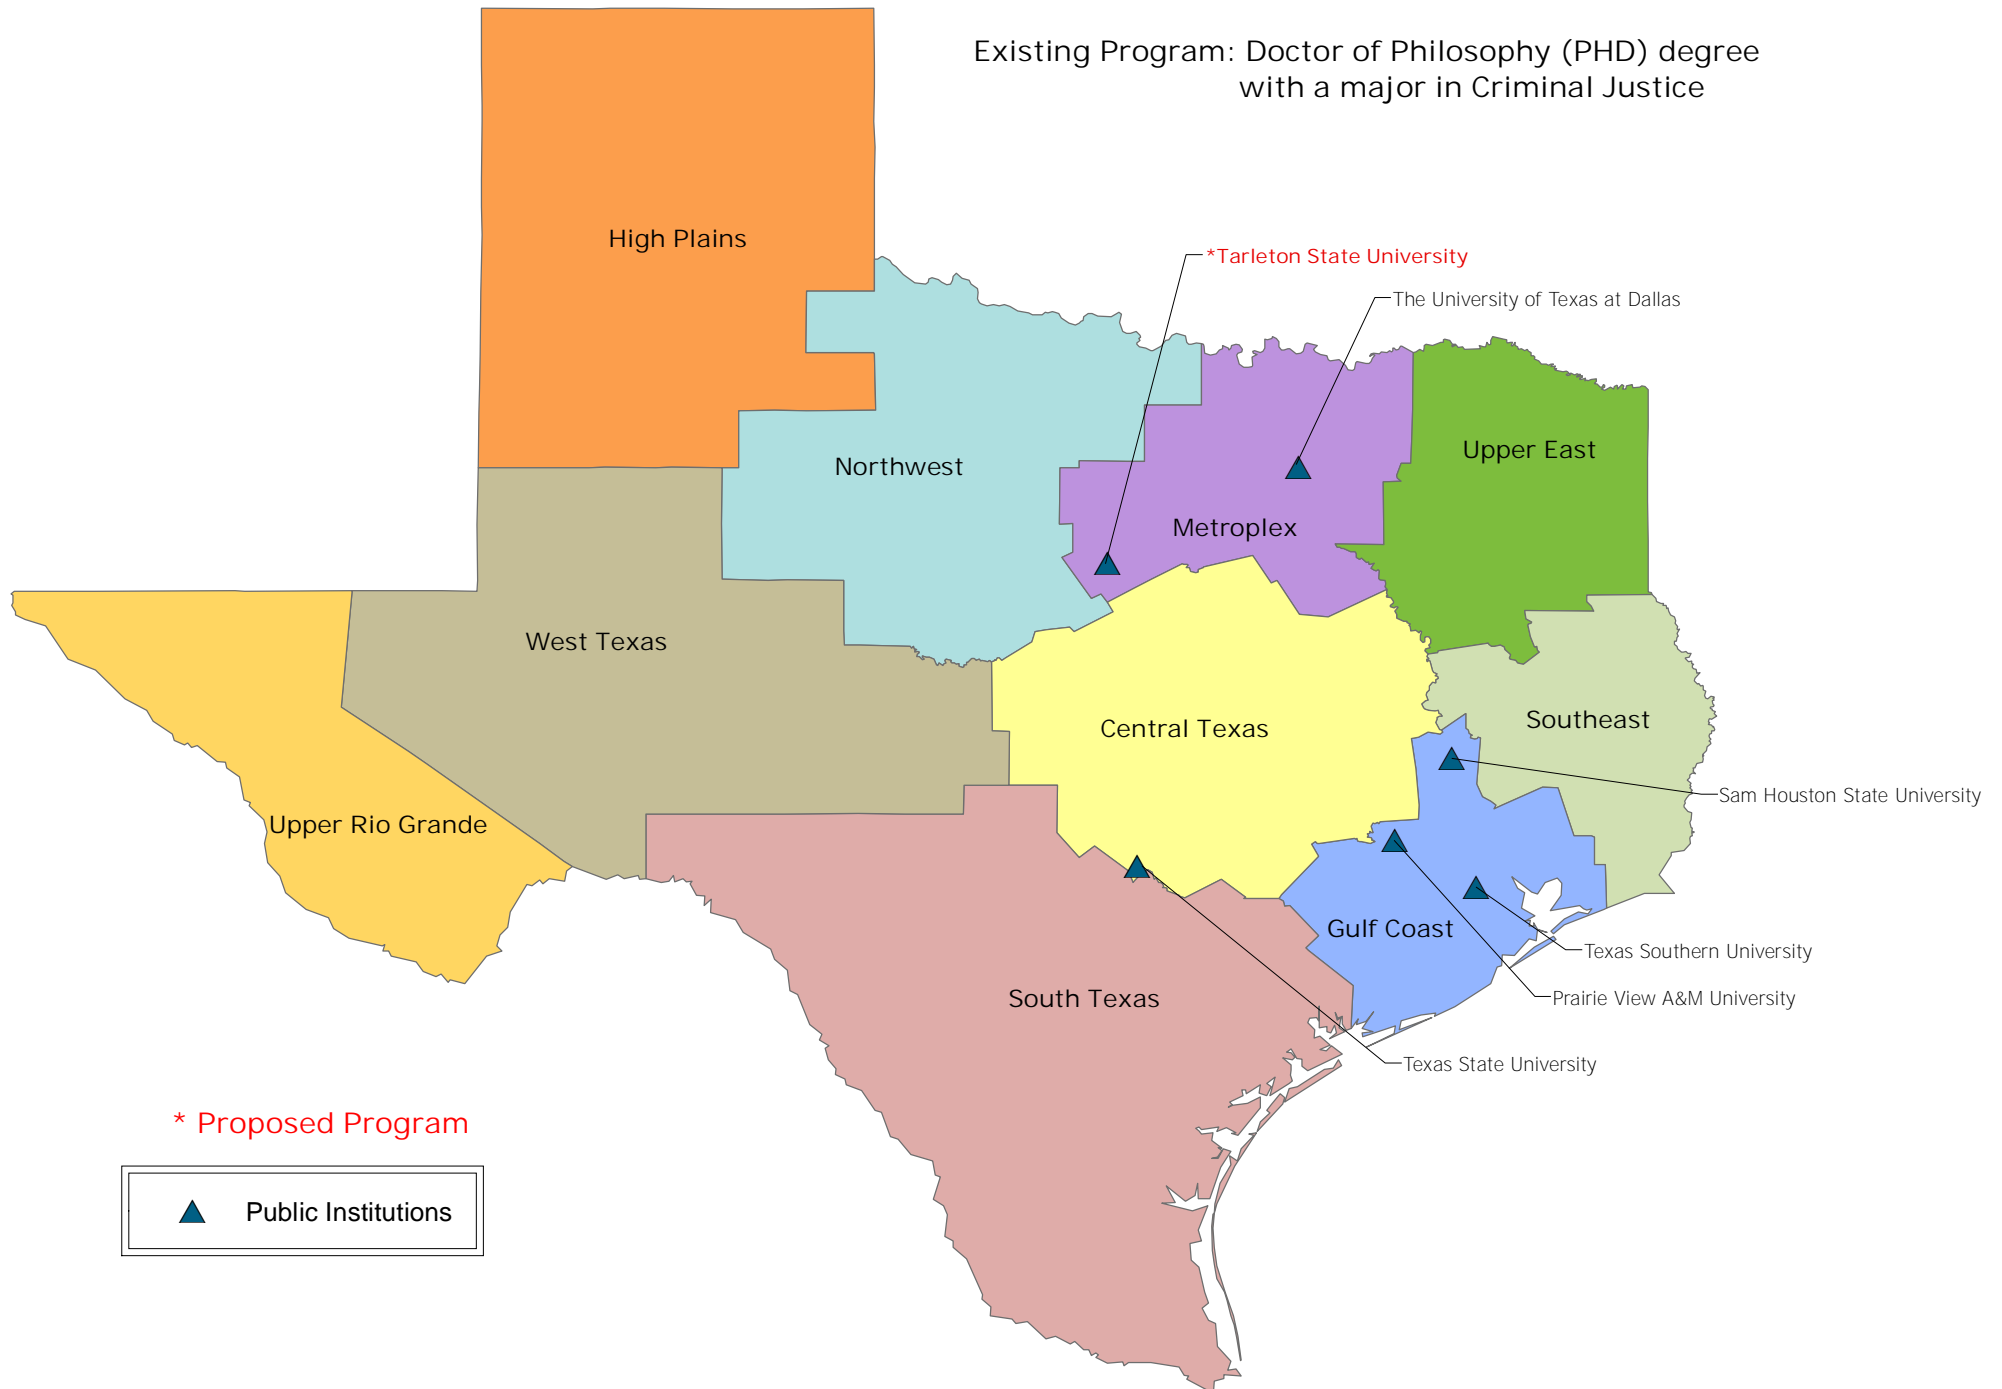 Existing Program: Doctor of Philosophy (PHD) degree
with a major in Criminal Justice
High Plains
*Tarleton State University
The University of Texas at Dallas
Upper East
Northwest
Metroplex
West Texas
Southeast
Central Texas
Sam Houston State University
Upper Rio Grande
Gulf Coast
Texas Southern University
South Texas
Prairie View A&M University
Texas State University
* Proposed Program
Public Institutions